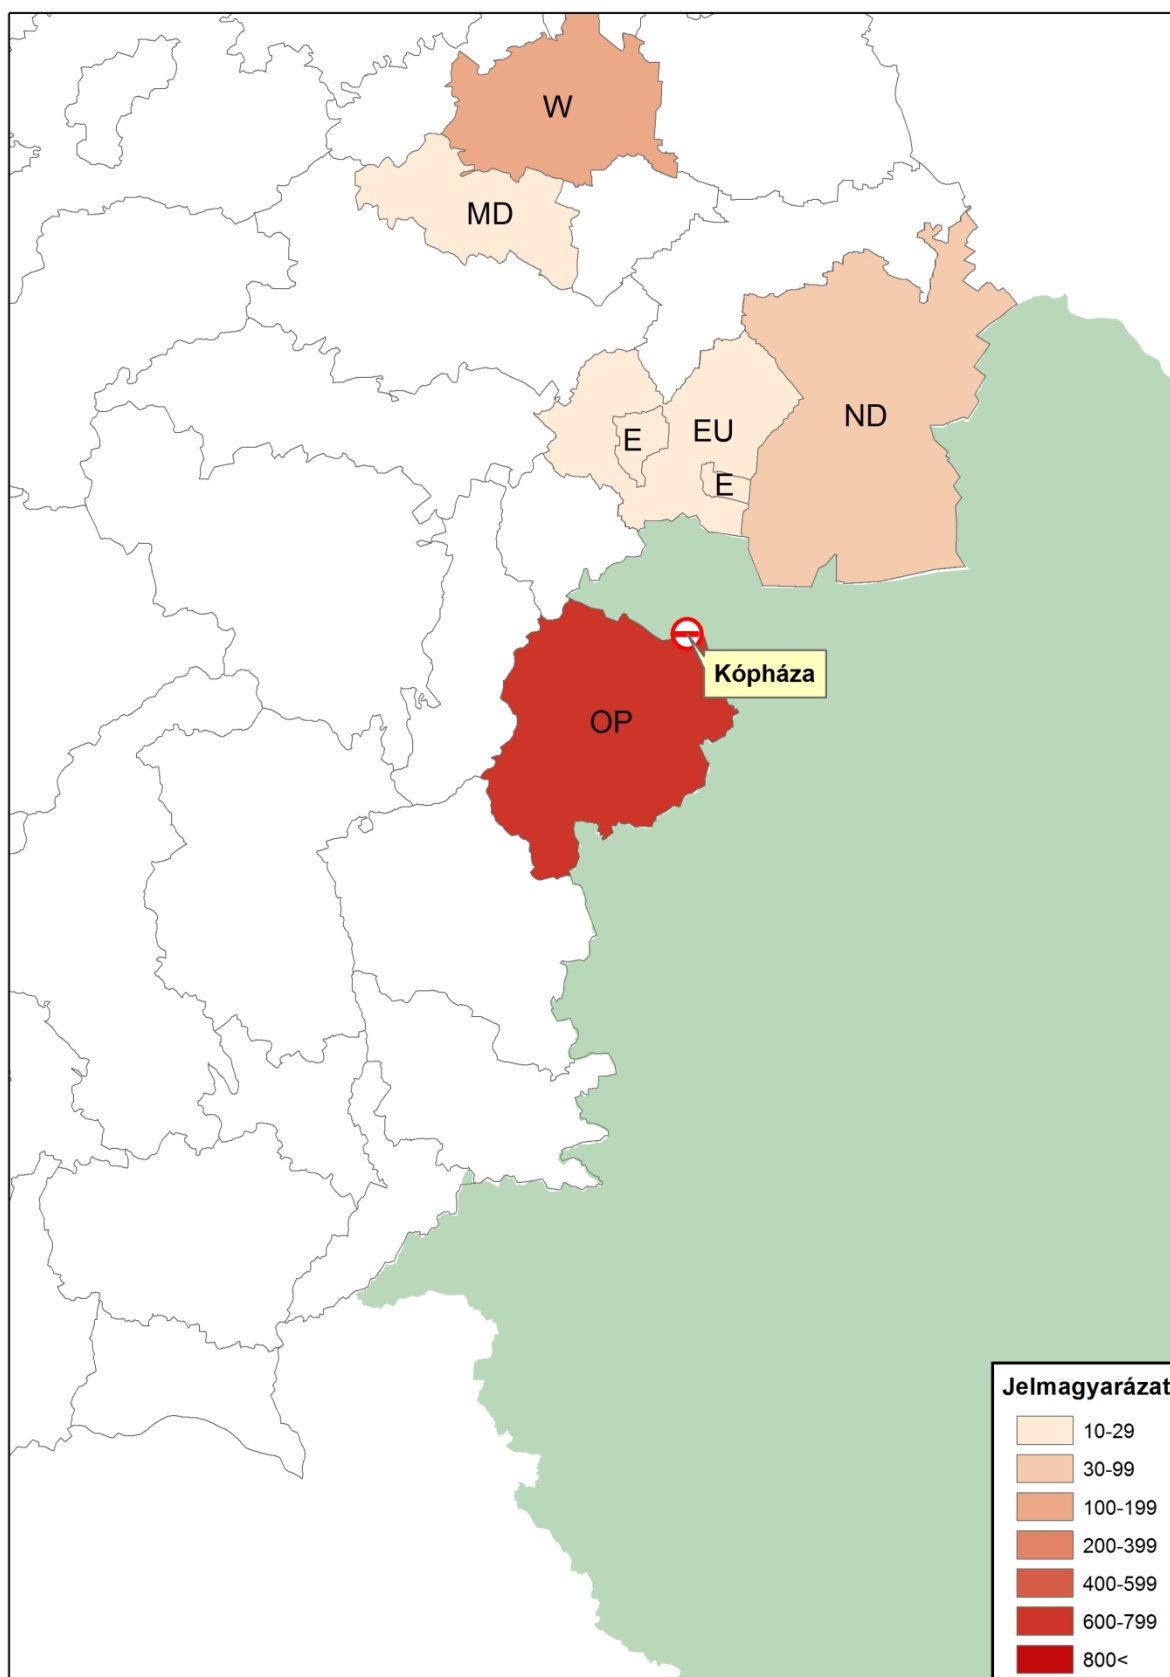 W
MD
ND
E
EU
E
Kópháza
OP
Jelmagyarázat
10-29
30-99
100-199
200-399
400-599
600-799
800<